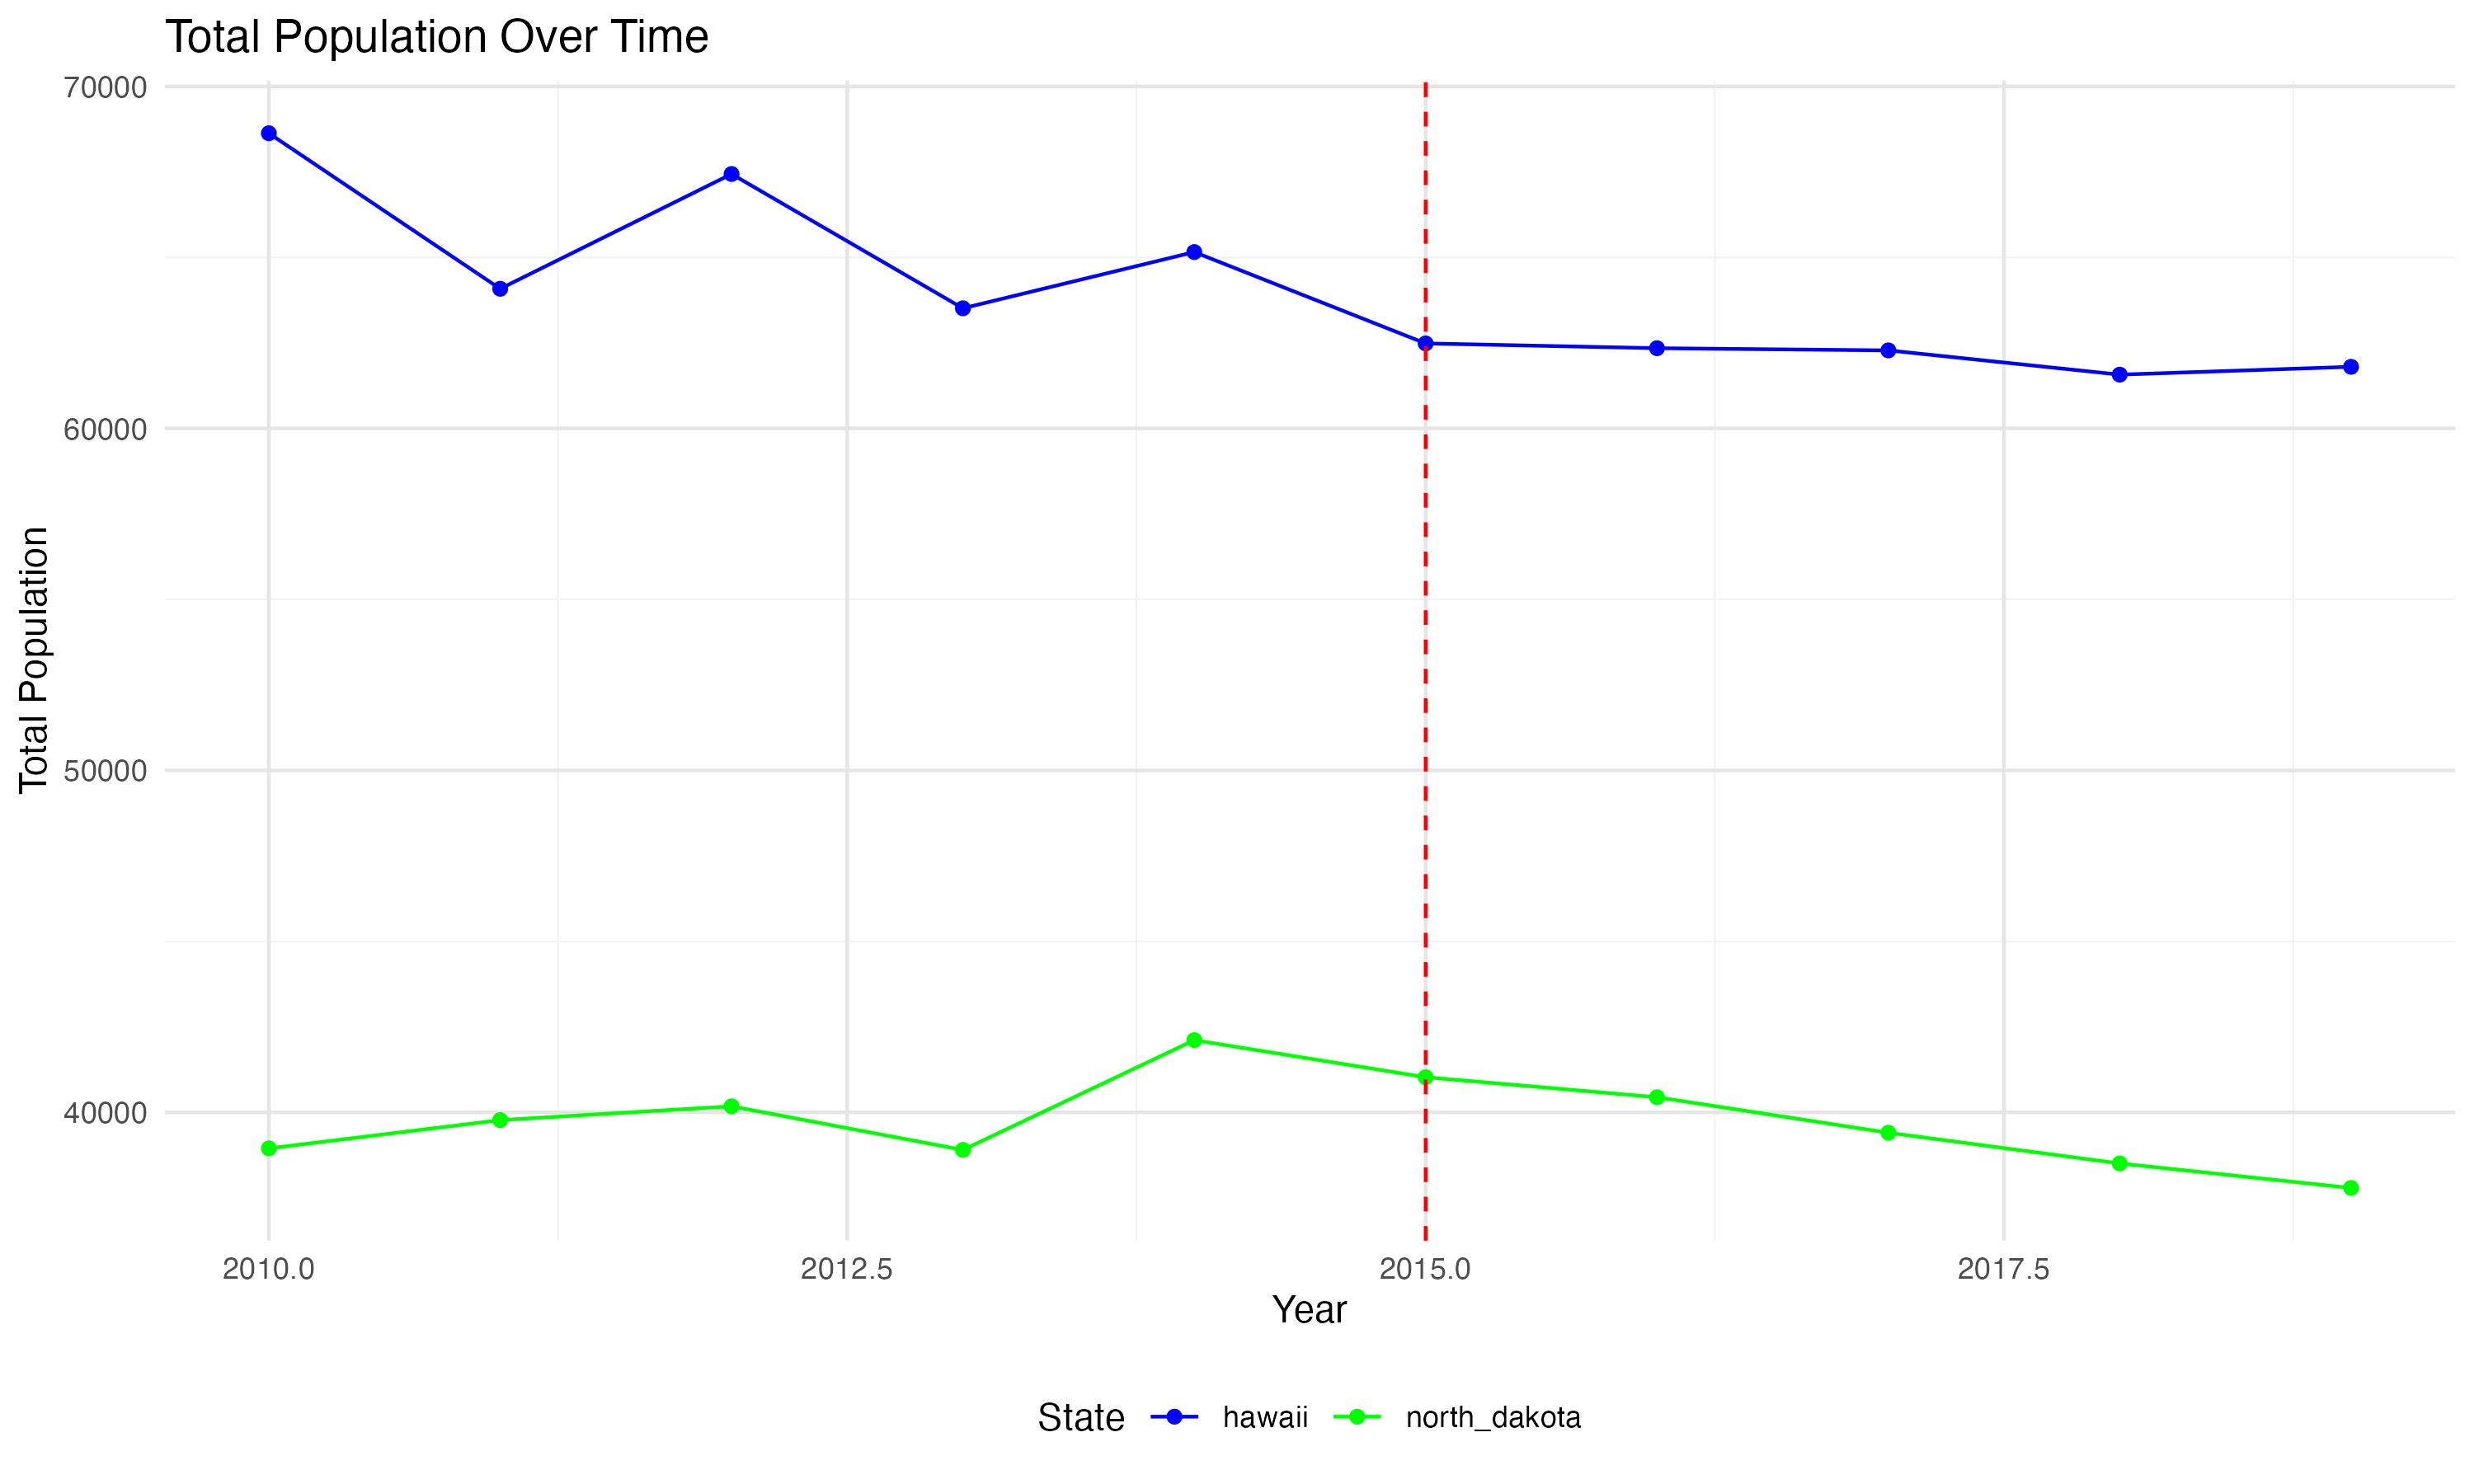 Total Population Over Time
Total Population
70000
60000
50000
40000
2010.0 2012.5 2015.0 2017.5
Year
State hawaii north_dakota